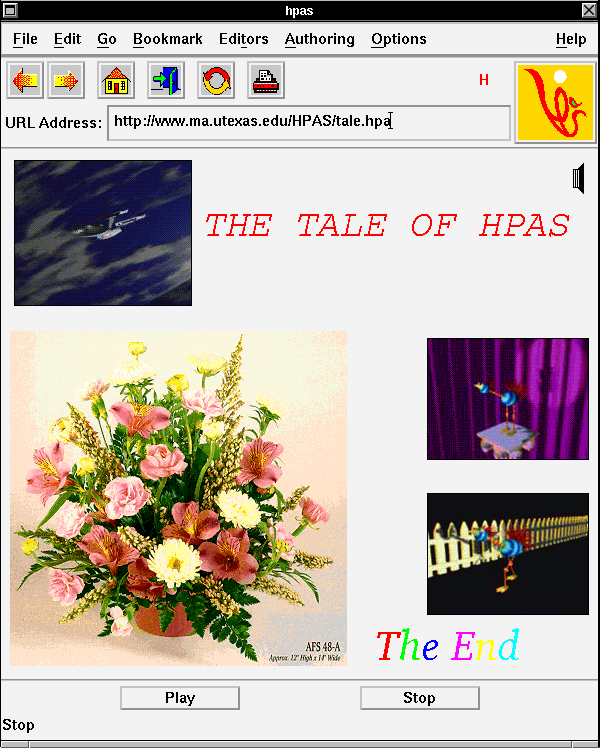 hpas
File Edit Go Bookmark Editors Authoring Options Help
H
URL Address: http://www.ma.utexas.edu/HPAS/tale.hpa
THE TALE OF HPAS
AFS 48-A
Approx. 12" High x 14" Wide
The End
Play Stop
Stop